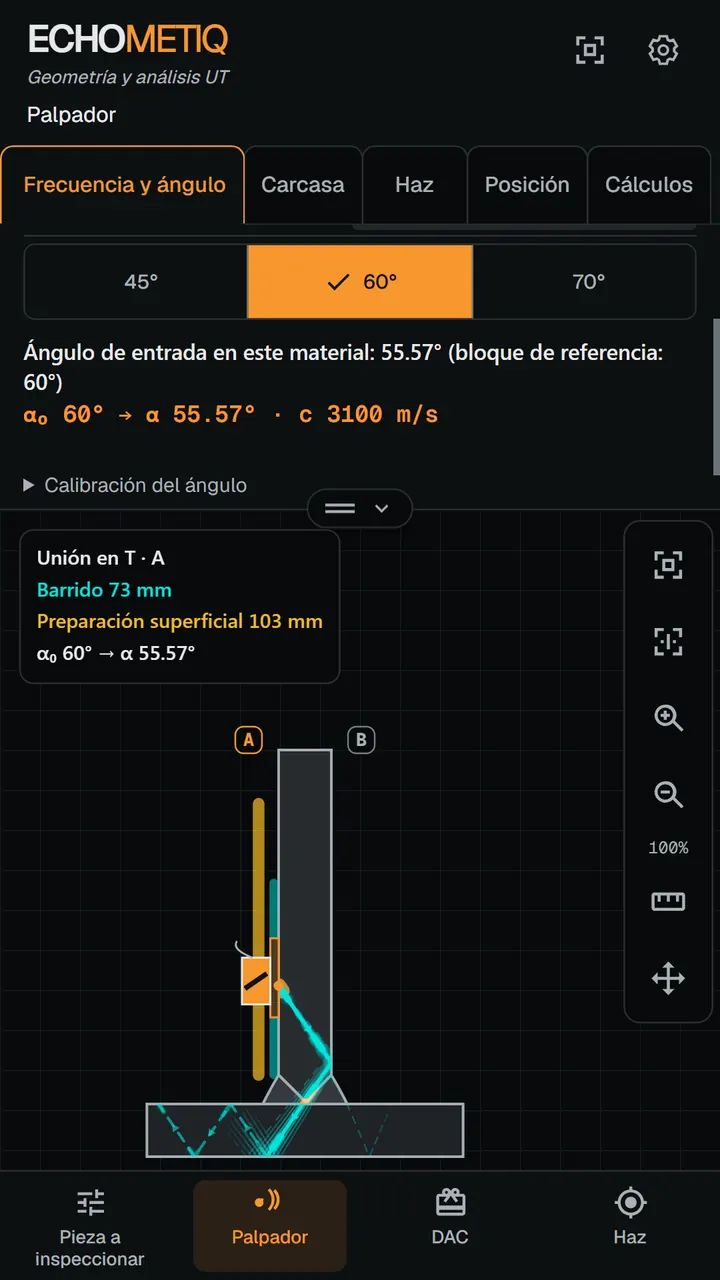 ECHOMETIQ
Geometría y análisis UT
Palpador
Frecuencia y ángulo
Carcasa
Haz
Posición
Cálculos
45°
60°
70°
Ángulo de entrada en este material: 55.57° (bloque de referencia:
60°)
α₀ 60° → α 55.57° · c 3100 m/s
Calibración del ángulo
Unión en T · A
Barrido 73 mm
Preparación superficial 103 mm
α₀ 60° → α 55.57°
A
B
100%
Pieza a
inspeccionar
Palpador
DAC
Haz